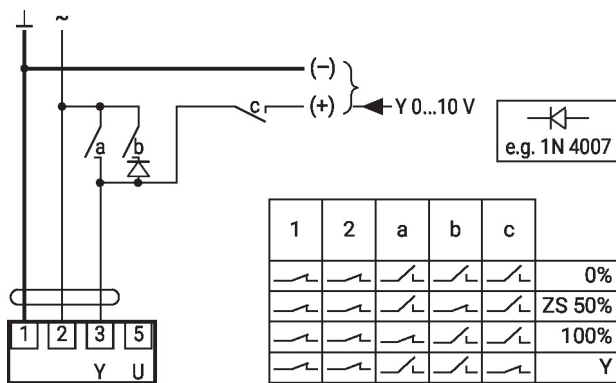 ⊥ ~
(–)
c (+) Y 0...10 V
a b
e.g. 1N 4007
1 2 a b c
0%
ZS 50%
100%
Y
1 2 3 5
Y U